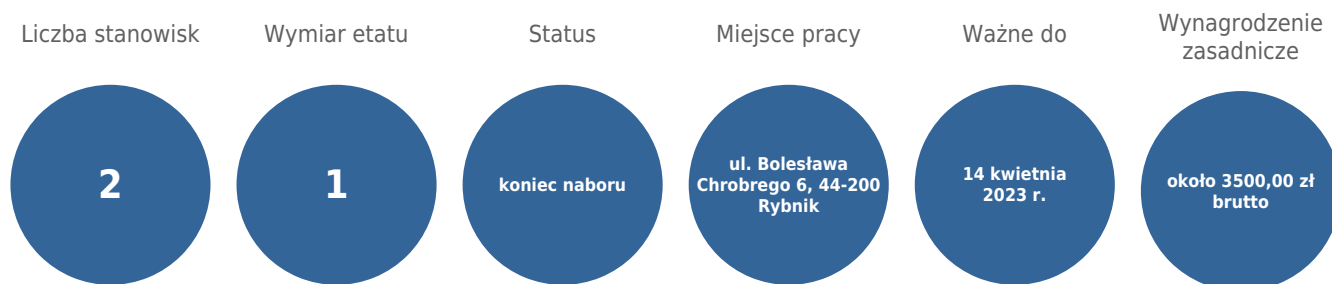 Liczba stanowisk
2
Wymiar etatu
1
Status
koniec naboru
Miejsce pracy
ul. Bolesława
Chrobrego 6, 44-200
Rybnik
Ważne do
14 kwietnia
2023 r.
Wynagrodzenie
zasadnicze
około 3500,00 zł
brutto